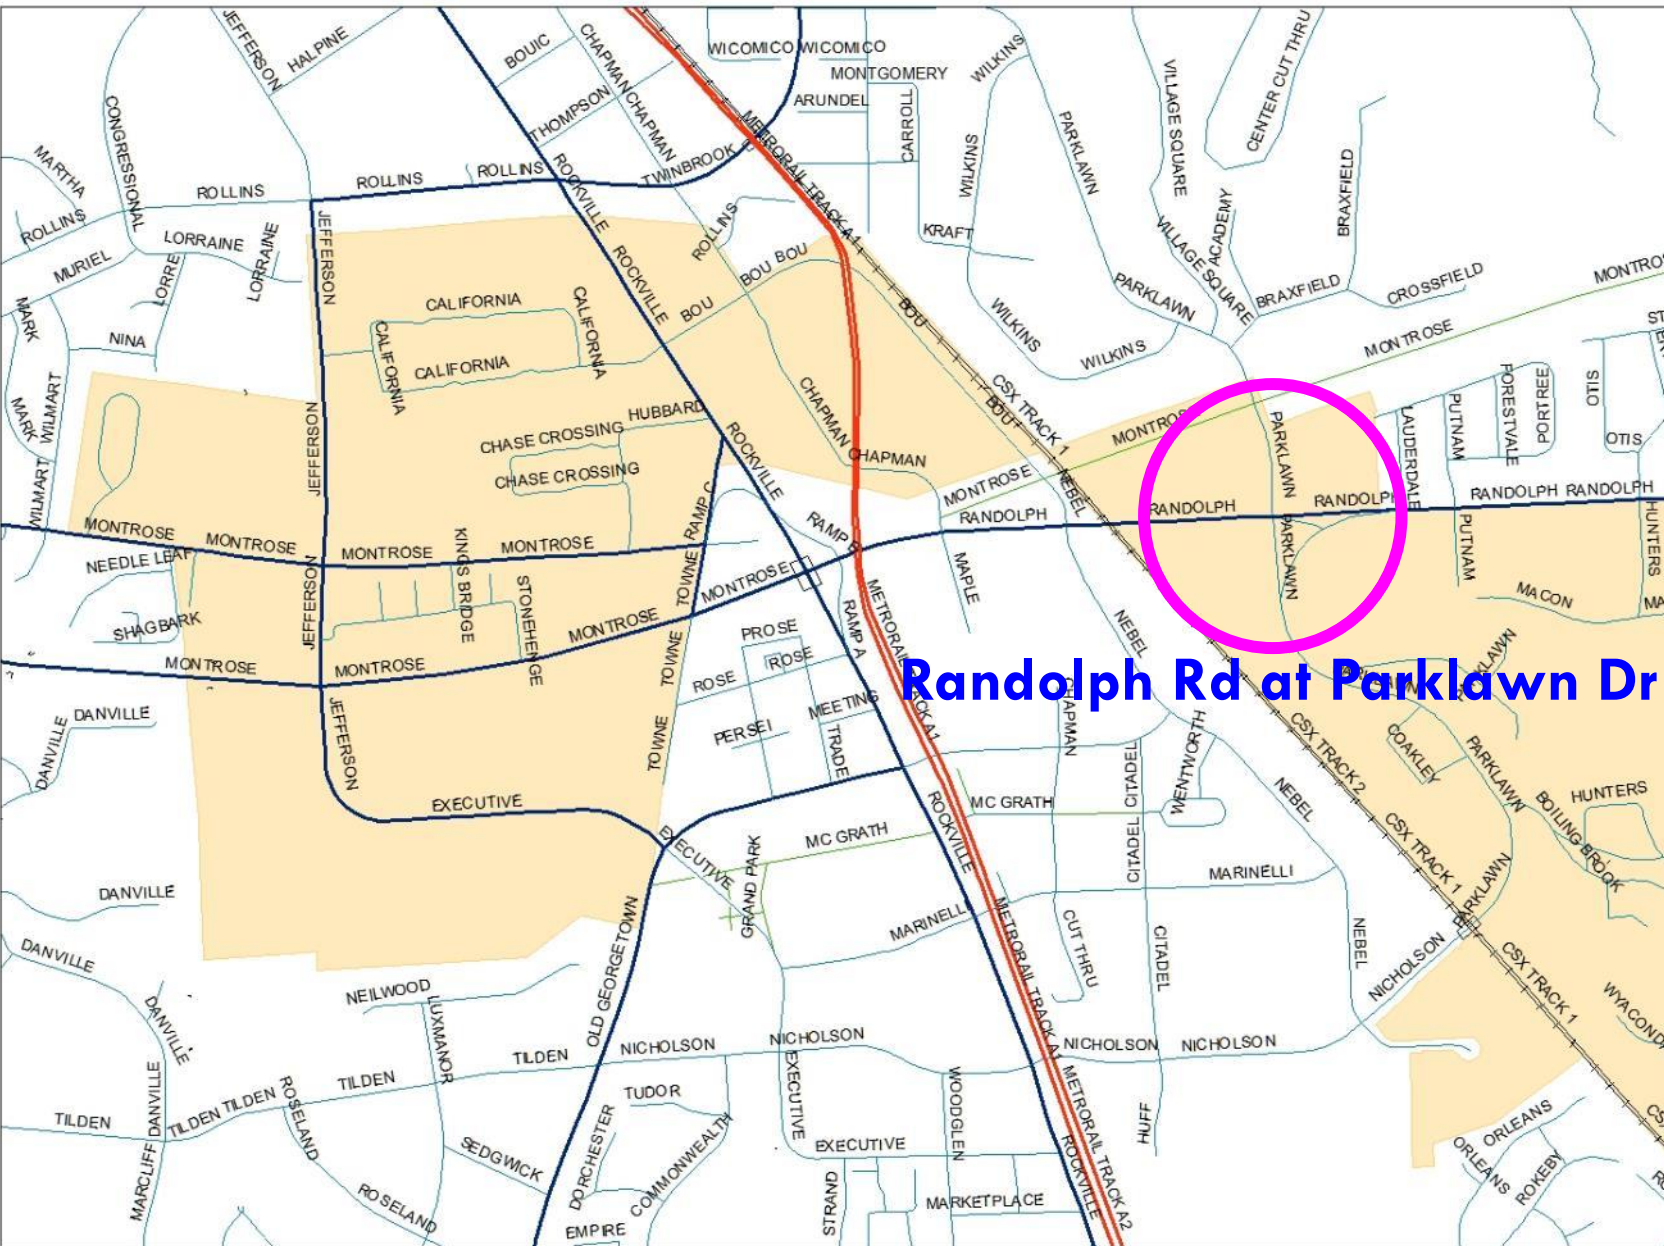 JEFFERSON
HALPINE
BOUIC
CHAPMAN
WICOMICO WICOMICO
WILKINS
VILLAGE SQUARE
CENTER CUT THRU
MONTGOMERY
ARUNDEL
CARROLL
CONGRESSIONAL
THOMPSON
CHAPMAN
METRORAIL TRACK A1
PARKLAWN
MARTHA
ROLLINS
ROLLINS
ROLLINS
TWINBROOK
WILKINS
BRAXFIELD
ROLLINS
ROCKVILLE
ROLLINS
ACADEMY
VILLAGE SQUARE
KRAFT
LORRAINE
LORRAINE
JEFFERSON
MURIEL
LORRE
ROCKVILLE
BOU BOU
PARKLAWN
BRAXFIELD
CROSSFIELD
MARK
CALIFORNIA
CALIFORNIA
BOU
BOU
WILKINS
MONTROSE
NINA
CALIFORNIA
CALIFORNIA
WILKINS
WILMART
MARK
CHAPMAN
CSX TRACK 1
BOU
FORESTVALE
PORTREE
OTIS
JEFFERSON
HUBBARD
CHASE CROSSING
CHASE CROSSING
ROCKVILLE
CHAPMAN
PARKLAWN
LAUDERDALE
PUTNAM
OTIS
WILMART
MONTROSE
NEBEL
RANDOLPH
RANDOLPH
RANDOLPH
RANDOLPH RANDOLPH
MONTROSE
MONTROSE
MONTROSE
MONTROSE
RAMP C
HUNTERS
NEEDLE LEAF
KINGS BRIDGE
STONEHENGE
TOWNE
MONTROSE
MAPLE
PARKLAWN
PUTNAM
MACON
SHAGBARK
JEFFERSON
MONTROSE
PROSE
RAMP A
METRORAIL TRACK A1
NEBEL
MONTROSE
MONTROSE
TOWNE
ROSE
ROSE
Randolph Rd at Parklawn Dr
DANVILLE
DANVILLE
JEFFERSON
TOWNE
PERSEI
MEETING
TRADE
CHAPMAN
CITADEL
WENTWORTH
CSX TRACK 2
COAKLEY
PARKLAWN
EXECUTIVE
ROCKVILLE
MC GRATH
NEBEL
HUNTERS
BOILING BROOK
EXECUTIVE
MC GRATH
GRAND PARK
CITADEL
CSX TRACK 1
MARINELLI
PARKLAWN
DANVILLE
OLD GEORGETOWN
METRORAIL TRACK A1
CUT THRU
CITADEL
NEBEL
NICHOLSON
CSX TRACK 1
DANVILLE
NEILWOOD
DANVILLE
LUXMANOR
TILDEN
NICHOLSON
NICHOLSON
NICHOLSON
NICHOLSON
DANVILLE
TILDEN
TILDEN
TILDEN TILDEN
ROSELAND
TUDOR
EXECUTIVE
WOODGLEN
METRORAIL TRACK A2
HUFF
ORLEANS
ORLEANS
ROKEBY
MARCLIFF
SEDGWICK
ROSELAND
DORCHESTER
COMMONWEALTH
EXECUTIVE
STRAND
MARKETPLACE
ROCKVILLE
EMPIRE